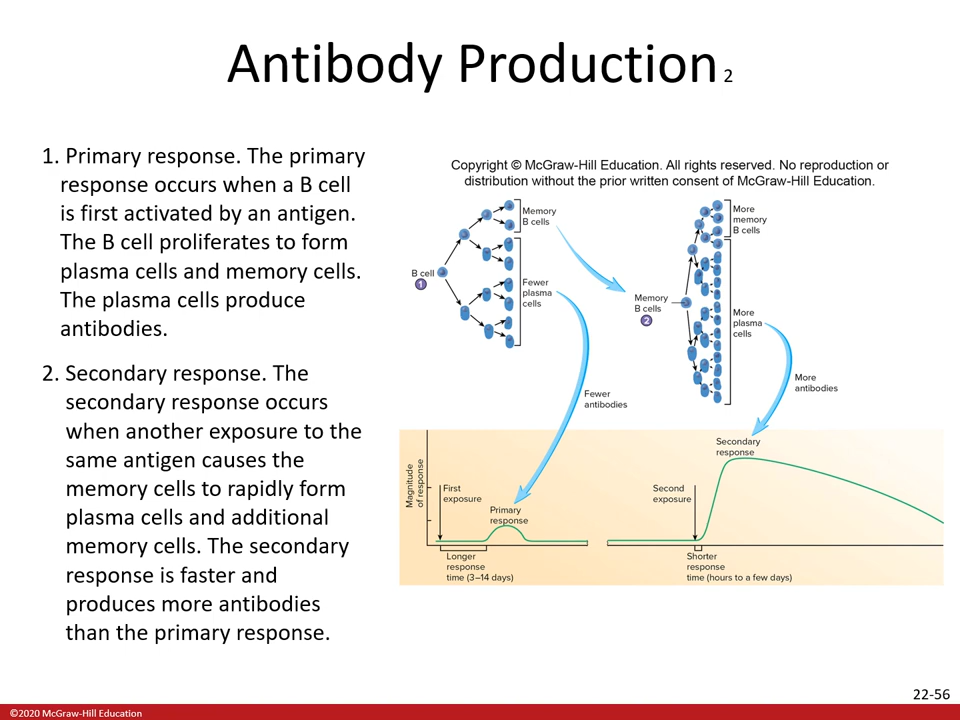 Antibody Production 2
1. Primary response. The primary
response occurs when a B cell
is first activated by an antigen.
The B cell proliferates to form
plasma cells and memory cells.
The plasma cells produce
antibodies.
2. Secondary response. The
secondary response occurs
when another exposure to the
same antigen causes the
memory cells to rapidly form
plasma cells and additional
memory cells. The secondary
response is faster and
produces more antibodies
than the primary response.
Copyright © McGraw-Hill Education. All rights reserved. No reproduction or
distribution without the prior written consent of McGraw-Hill Education.
B cell
1
Memory
B cells
Fewer
plasma
cells
Fewer
antibodies
Memory
B cells
2
More
memory
B cells
More
plasma
cells
More
antibodies
Magnitude
of response
First
exposure
Primary
response
Longer
response
time (3–14 days)
Second
exposure
Secondary
response
Shorter
response
time (hours to a few days)
22-56
©2020 McGraw-Hill Education